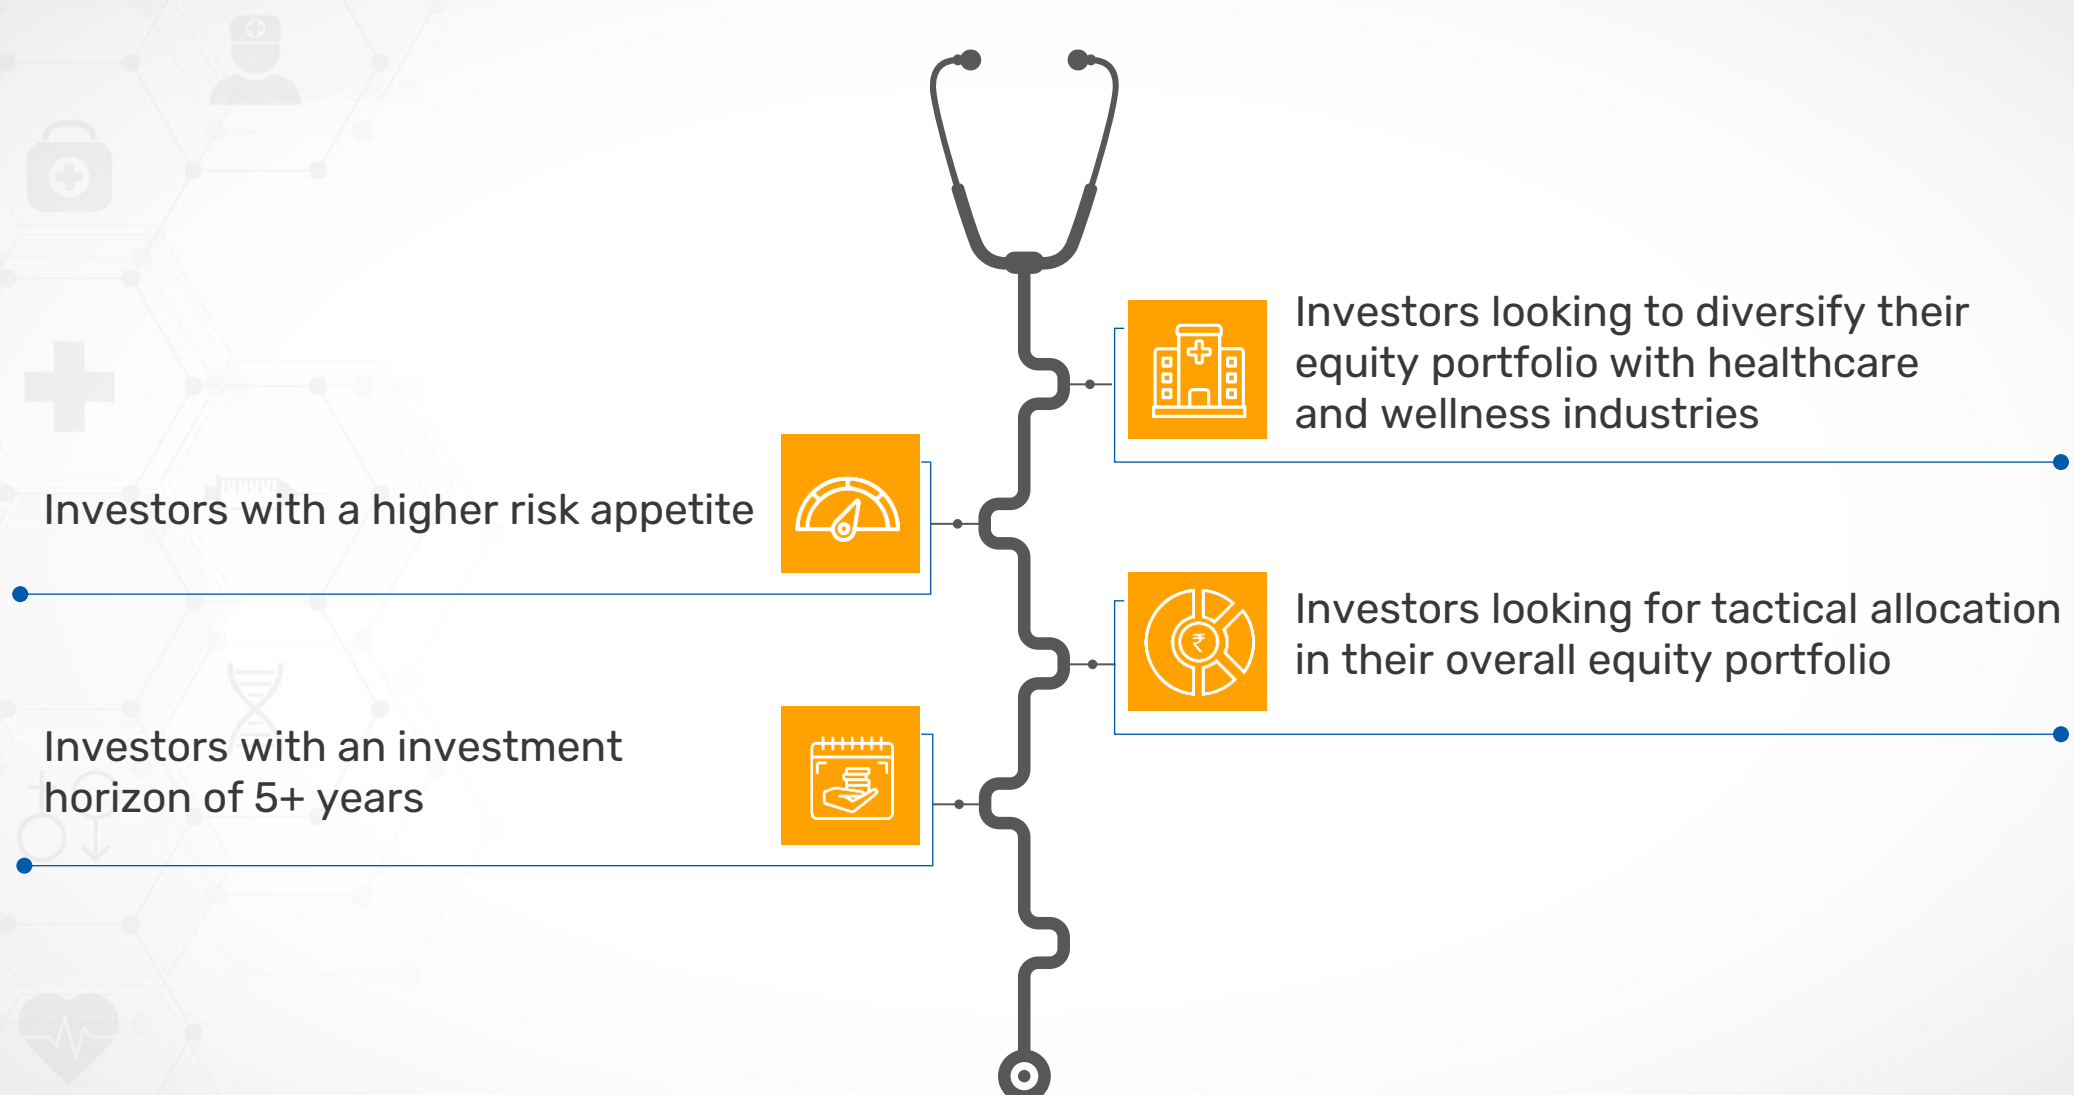 Investors looking to diversify their
equity portfolio with healthcare
and wellness industries
Investors with a higher risk appetite
Investors looking for tactical allocation
in their overall equity portfolio
Investors with an investment
horizon of 5+ years
₹